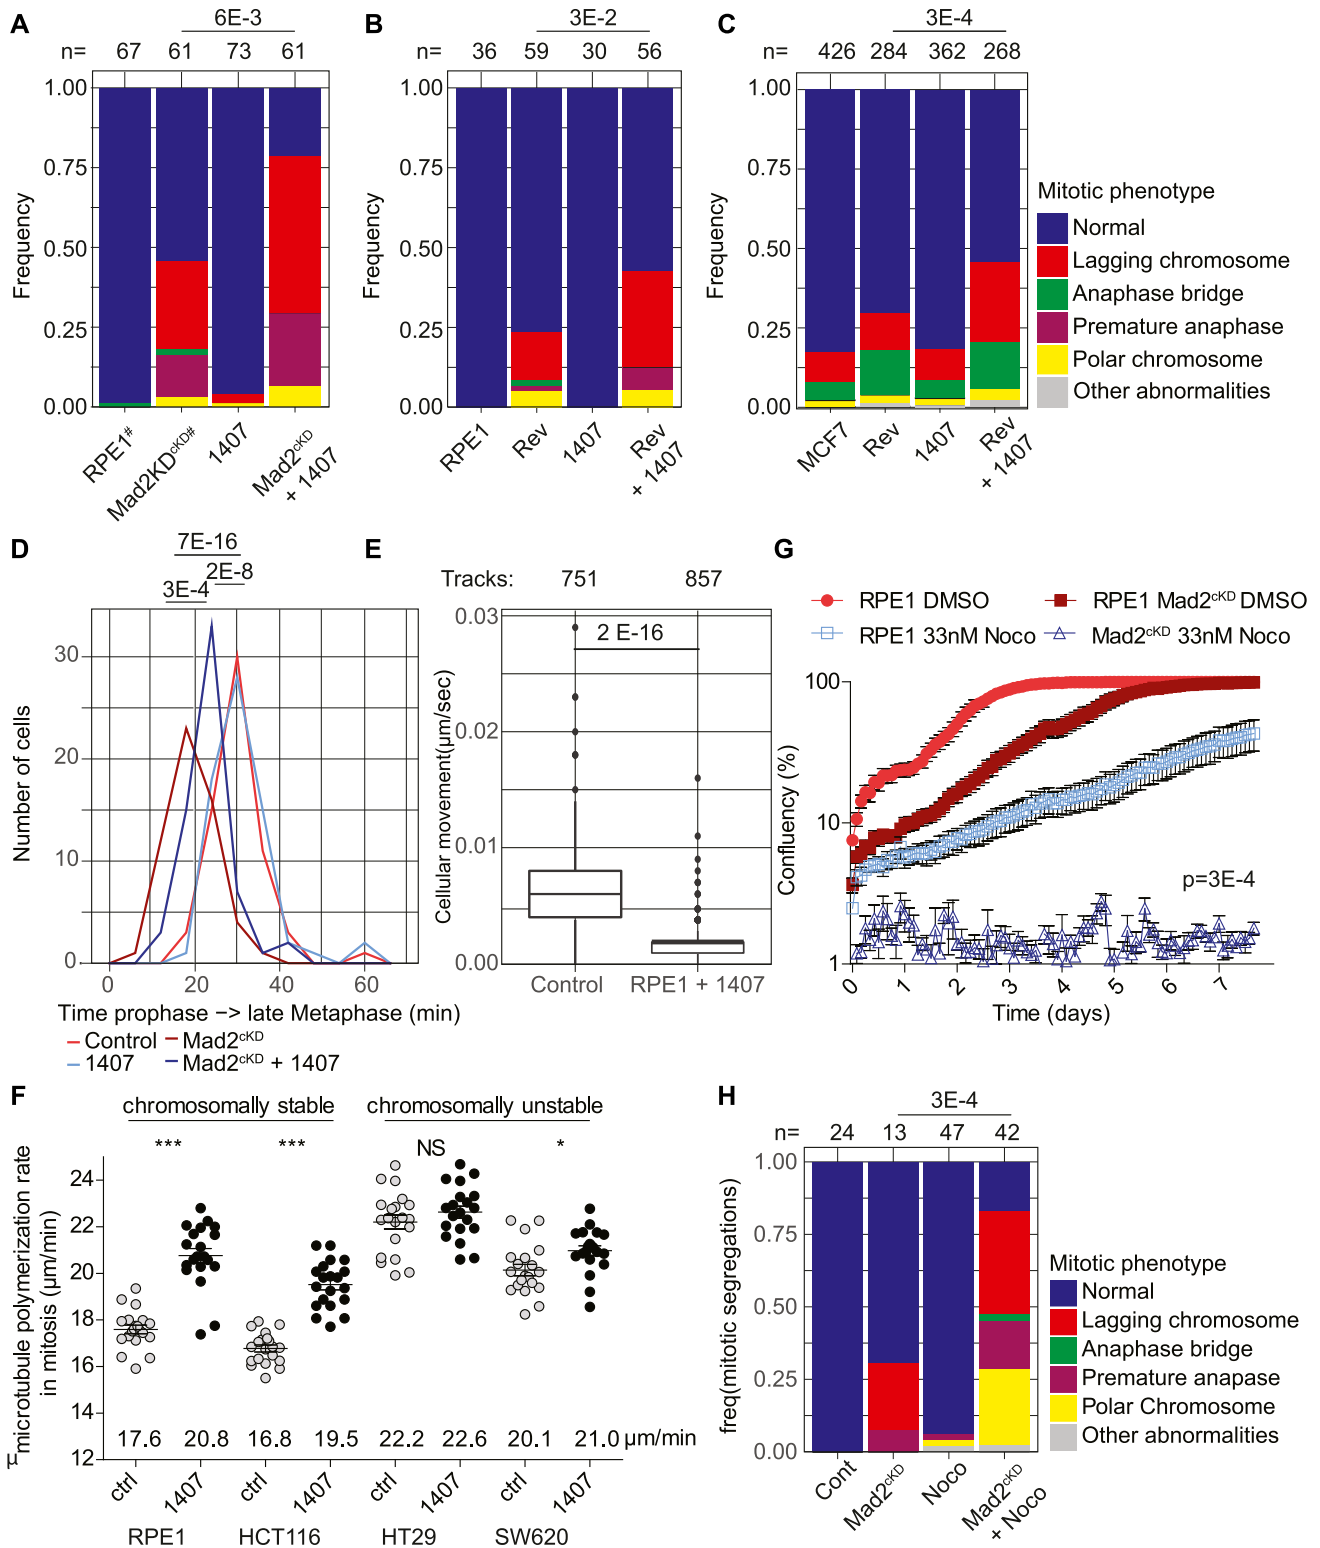 A
6E-3
n= 67 61 73 61
1.00
0.75
0.50
0.25
0.00
Frequency
RPE1#
Mad2KDcKD#
1407
Mad2cKD
+ 1407
B
3E-2
n= 36 59 30 56
1.00
0.75
0.50
0.25
0.00
Frequency
RPE1
Rev
1407
Rev
+ 1407
C
3E-4
n= 426 284 362 268
1.00
0.75
0.50
0.25
0.00
Frequency
MCF7
Rev
1407
Rev
+ 1407
Mitotic phenotype
Normal
Lagging chromosome
Anaphase bridge
Premature anaphase
Polar chromosome
Other abnormalities
D
7E-16
2E-8
3E-4
30
20
10
0
Number of cells
0 20 40 60
Time prophase –> late Metaphase (min)
Control
Mad2cKD
1407
Mad2cKD + 1407
E
Tracks: 751 857
0.03
0.02
0.01
0.00
2 E-16
Cellular movement(µm/sec)
Control RPE1 + 1407
G
RPE1 DMSO
RPE1 Mad2cKD DMSO
RPE1 33nM Noco
Mad2cKD 33nM Noco
100
10
1
Confluency (%)
p=3E-4
0 1 2 3 4 5 6 7
Time (days)
F
chromosomally stable
chromosomally unstable
*** *** NS *
24
22
20
18
16
14
12
µmicrotubule polymerization rate
in mitosis (µm/min)
17.6 20.8 16.8 19.5 22.2 22.6 20.1 21.0 µm/min
ctrl 1407 ctrl 1407 ctrl 1407 ctrl 1407
RPE1 HCT116 HT29 SW620
H
3E-4
n= 24 13 47 42
1.00
0.75
0.50
0.25
0.00
freq(mitotic segregations)
Cont
Mad2cKD
Noco
Mad2cKD
+ Noco
Mitotic phenotype
Normal
Lagging chromosome
Anaphase bridge
Premature anapase
Polar Chromosome
Other abnormalities